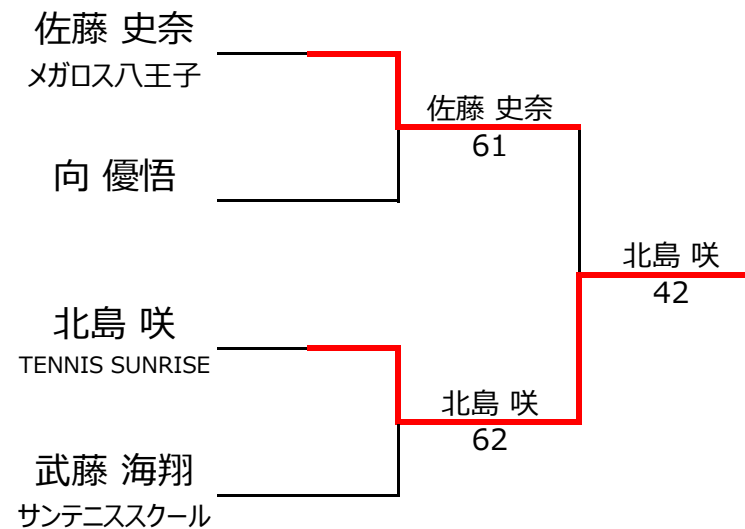 佐藤 史奈
メガロス八王子
佐藤 史奈
61
向 優悟
北島 咲
42
北島 咲
TENNIS SUNRISE
北島 咲
62
武藤 海翔
サンテニススクール